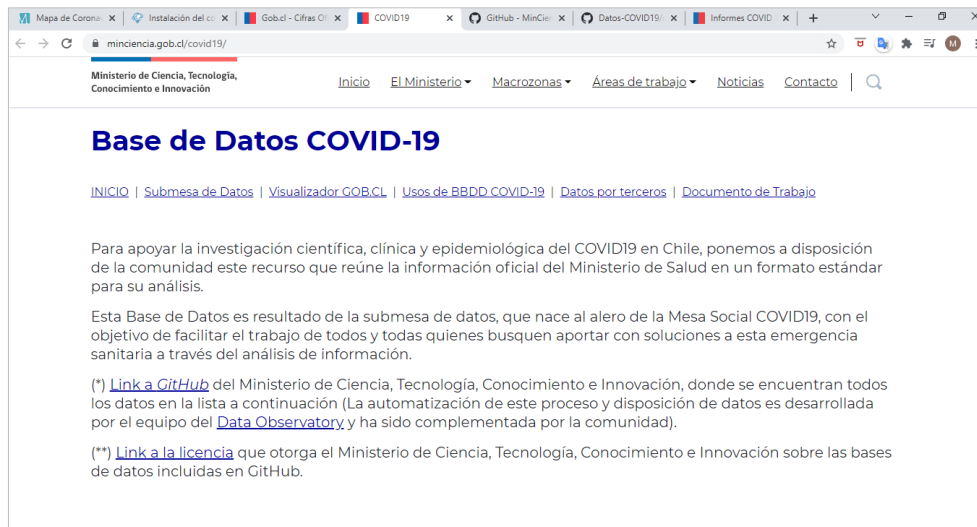 Mapa de Corona
Instalación del co
Gob.cl - Cifras Of
COVID19
GitHub - MinCien
Datos-COVID19/
Informes COVID
minciencia.gob.cl/covid19/
M
Ministerio de Ciencia, Tecnología,
Conocimiento e Innovación
Inicio El Ministerio Macrozonas Áreas de trabajo Noticias Contacto
Base de Datos COVID-19
INICIO | Submesa de Datos | Visualizador GOB.CL | Usos de BBDD COVID-19 | Datos por terceros | Documento de Trabajo
Para apoyar la investigación científica, clínica y epidemiológica del COVID19 en Chile, ponemos a disposición
de la comunidad este recurso que reúne la información oficial del Ministerio de Salud en un formato estándar
para su análisis.
Esta Base de Datos es resultado de la submesa de datos, que nace al alero de la Mesa Social COVID19, con el
objetivo de facilitar el trabajo de todos y todas quienes busquen aportar con soluciones a esta emergencia
sanitaria a través del análisis de información.
(*) Link a GitHub del Ministerio de Ciencia, Tecnología, Conocimiento e Innovación, donde se encuentran todos
los datos en la lista a continuación (La automatización de este proceso y disposición de datos es desarrollada
por el equipo del Data Observatory y ha sido complementada por la comunidad).
(**) Link a la licencia que otorga el Ministerio de Ciencia, Tecnología, Conocimiento e Innovación sobre las bases
de datos incluidas en GitHub.